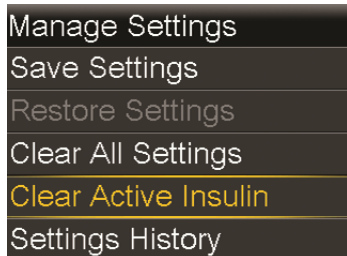 Manage Settings
Save Settings
Restore Settings
Clear All Settings
Clear Active Insulin
Settings History